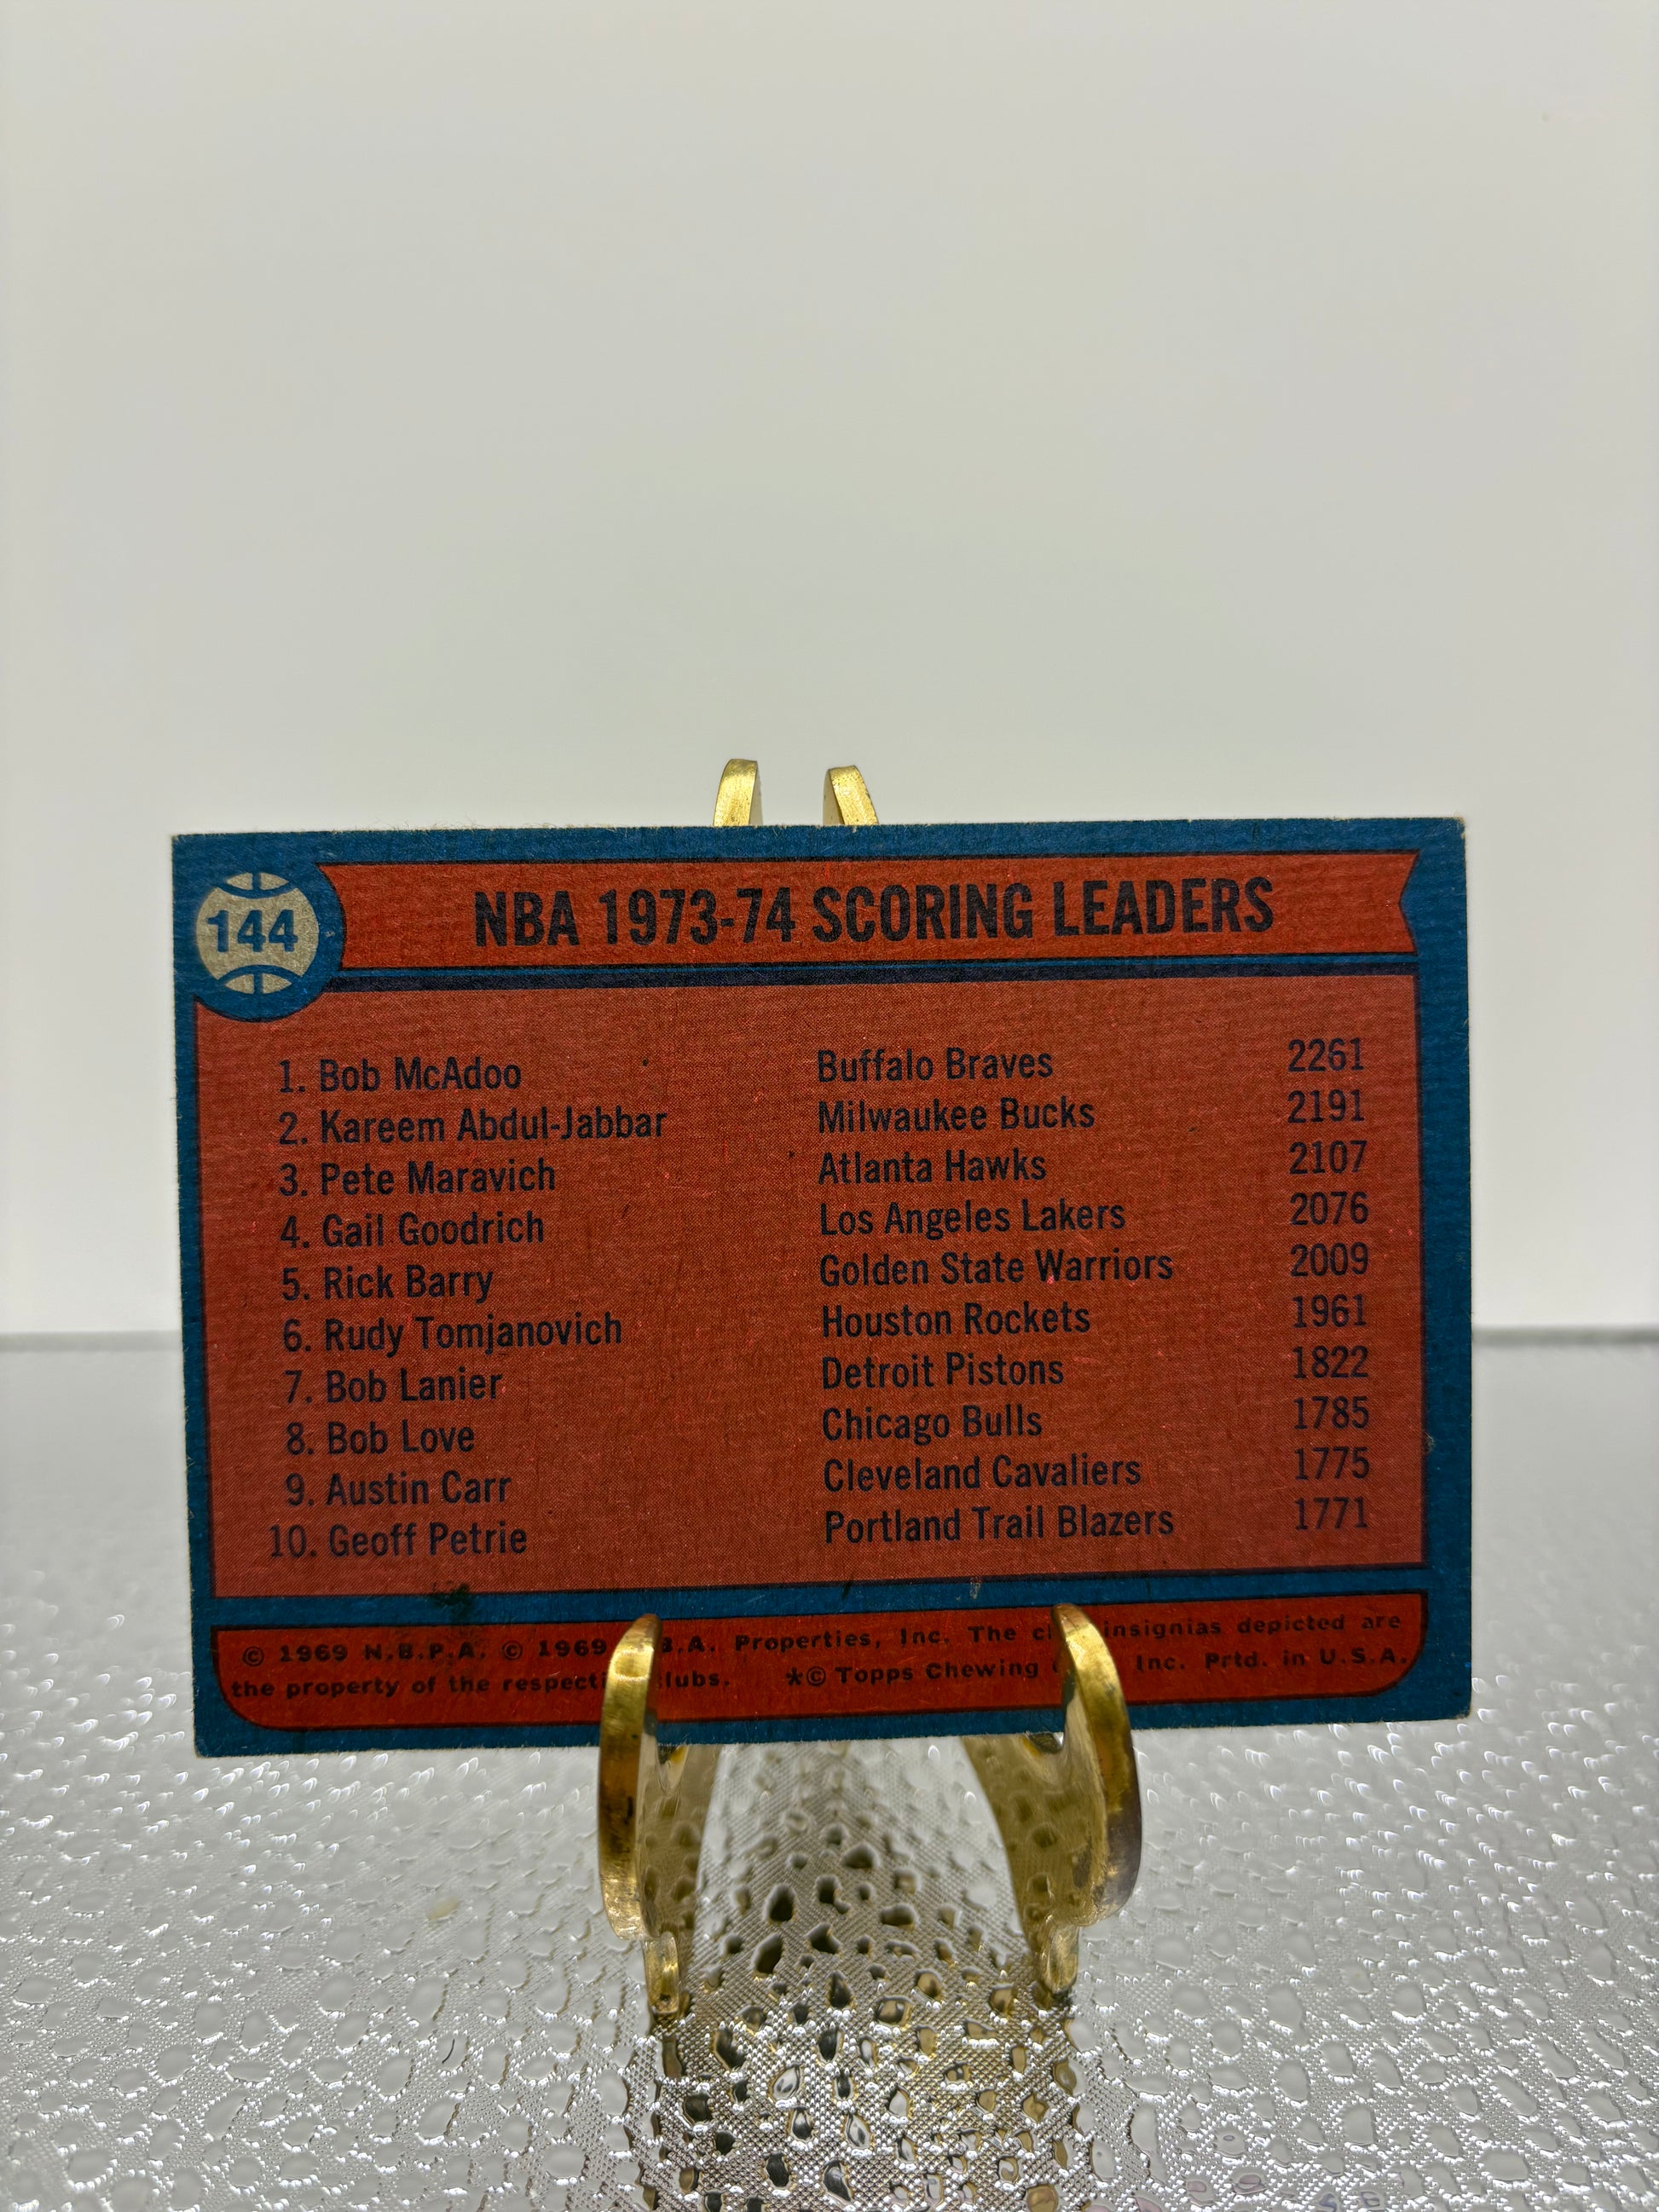 144
NBA 1973-74 SCORING LEADERS
1. Bob McAdoo Buffalo Braves 2261
2. Kareem Abdul-Jabbar Milwaukee Bucks 2191
3. Pete Maravich Atlanta Hawks 2107
4. Gail Goodrich Los Angeles Lakers 2076
5. Rick Barry Golden State Warriors 2009
6. Rudy Tomjanovich Houston Rockets 1961
7. Bob Lanier Detroit Pistons 1822
8. Bob Love Chicago Bulls 1785
9. Austin Carr Cleveland Cavaliers 1775
10. Geoff Petrie Portland Trail Blazers 1771
© 1969 N.B.P.A. © 1969 B.A. Properties, Inc. The insignias depicted are
the property of the *© Topps Chewing Inc. Prtd. in U.S.A.